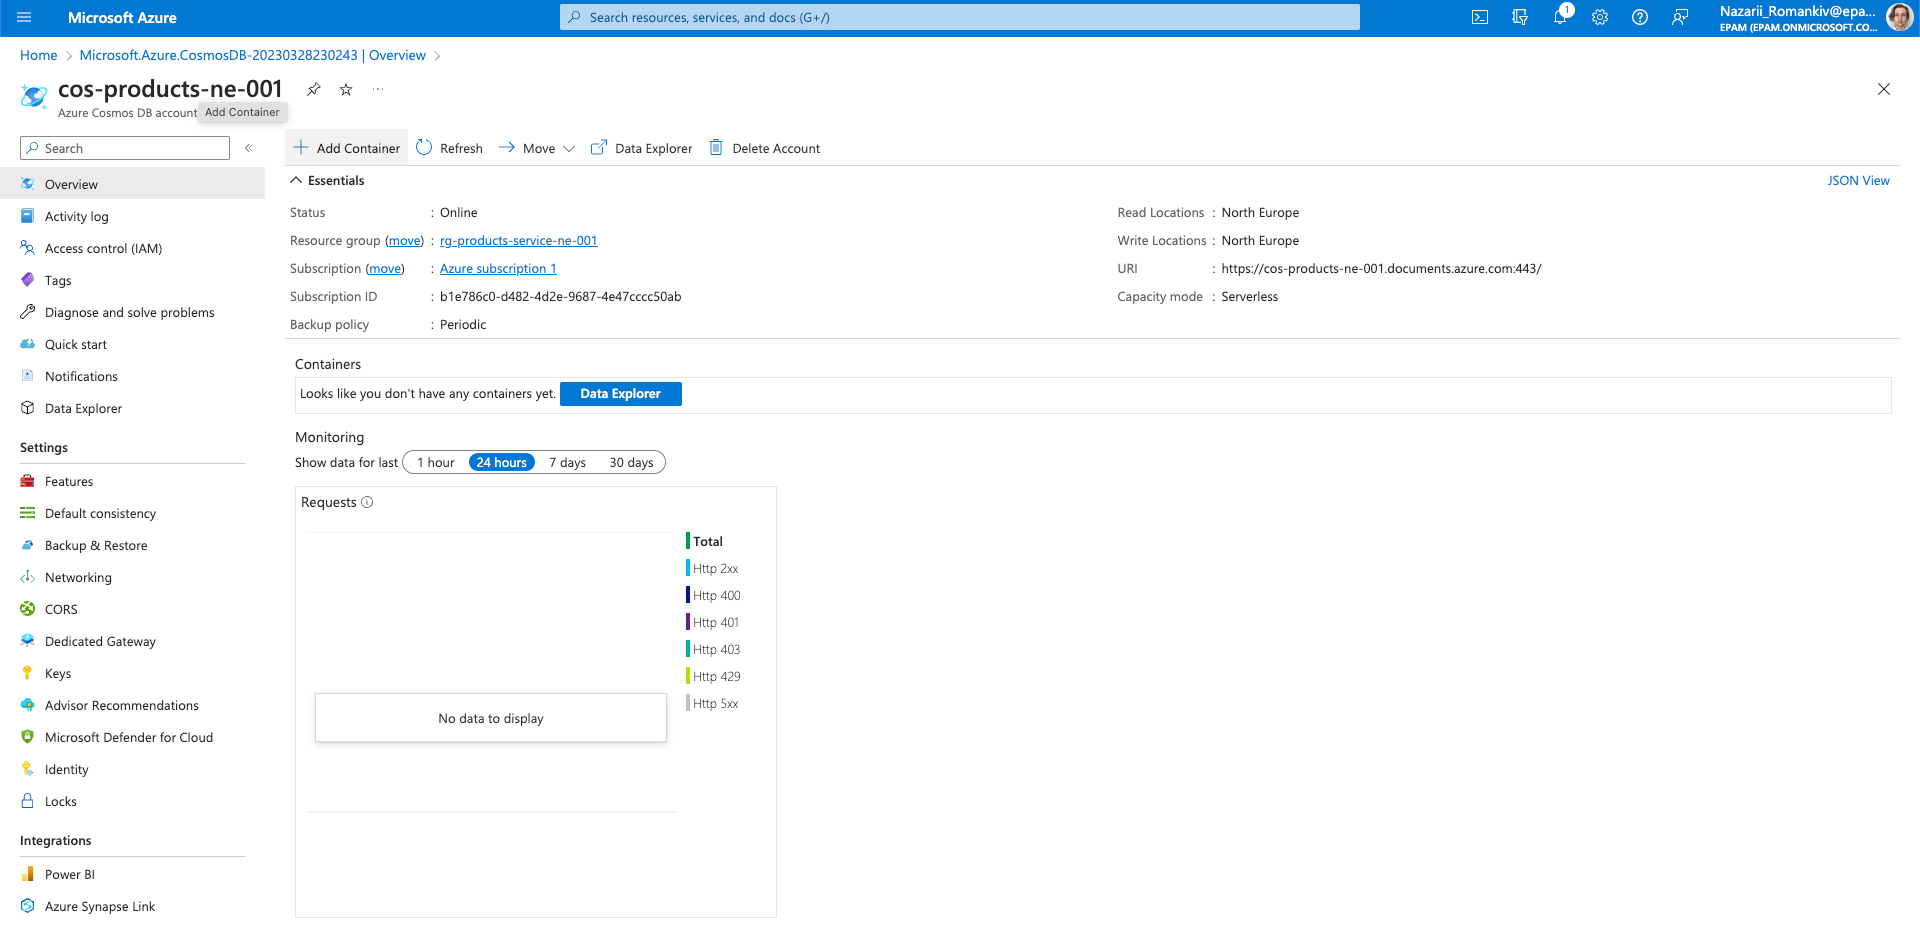 Microsoft Azure
Search resources, services, and docs (G+/)
1
Nazarii_Romankiv@epa...
EPAM (EPAM.ONMICROSOFT.CO...
Home > Microsoft.Azure.CosmosDB-20230328230243 | Overview >
cos-products-ne-001 ...
Azure Cosmos DB account
Add Container
Search «
Add Container Refresh Move Data Explorer Delete Account
Overview
Activity log
Access control (IAM)
Tags
Diagnose and solve problems
Quick start
Notifications
Data Explorer
Settings
Features
Default consistency
Backup & Restore
Networking
CORS
Dedicated Gateway
Keys
Advisor Recommendations
Microsoft Defender for Cloud
Identity
Locks
Integrations
Power BI
Azure Synapse Link
Essentials JSON View
Status : Online
Resource group (move) : rg-products-service-ne-001
Subscription (move) : Azure subscription 1
Subscription ID : b1e786c0-d482-4d2e-9687-4e47cccc50ab
Backup policy : Periodic
Read Locations : North Europe
Write Locations : North Europe
URI : https://cos-products-ne-001.documents.azure.com:443/
Capacity mode : Serverless
Containers
Looks like you don't have any containers yet. Data Explorer
Monitoring
Show data for last 1 hour 24 hours 7 days 30 days
Requests
No data to display
Total
Http 2xx
Http 400
Http 401
Http 403
Http 429
Http 5xx